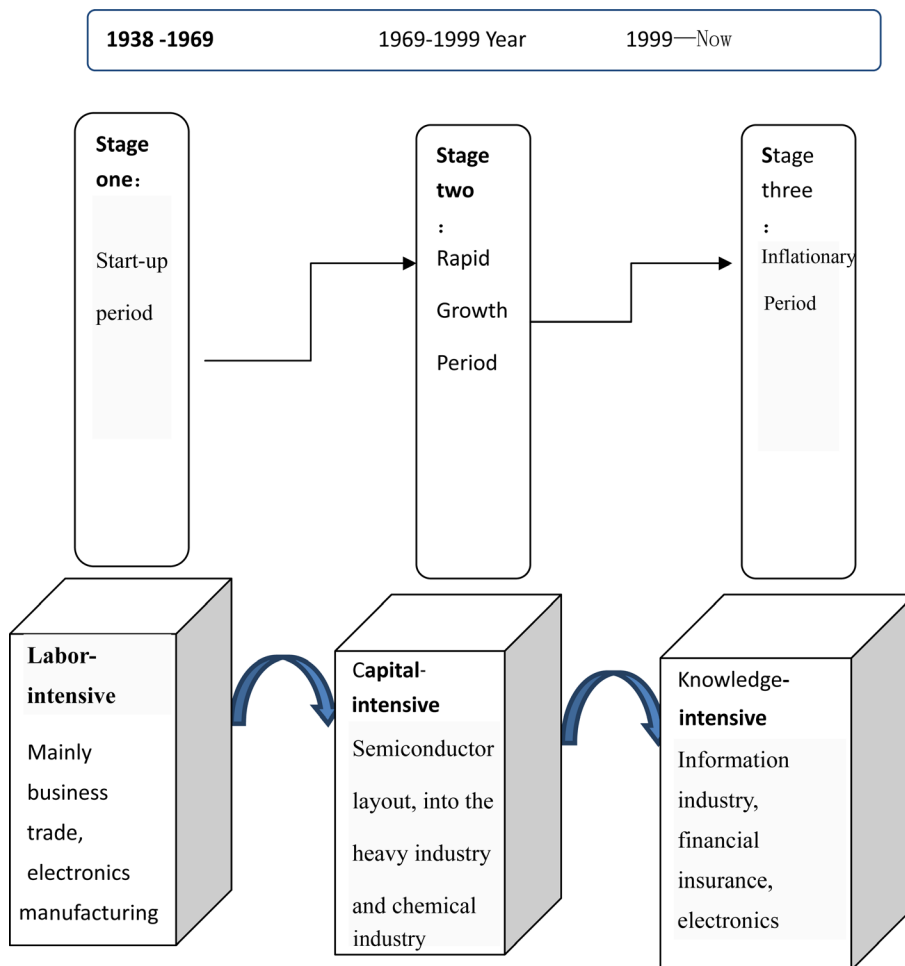 1938 -1969 1969-1999 Year 1999—Now
Stage
one：
Start-up
period
Stage
two
：
Rapid
Growth
Period
Stage
three
：
Inflationary
Period
Labor-
intensive
Mainly
business
trade,
electronics
manufacturing
Capital-
intensive
Semiconductor
layout, into the
heavy industry
and chemical
industry
Knowledge-
intensive
Information
industry,
financial
insurance,
electronics